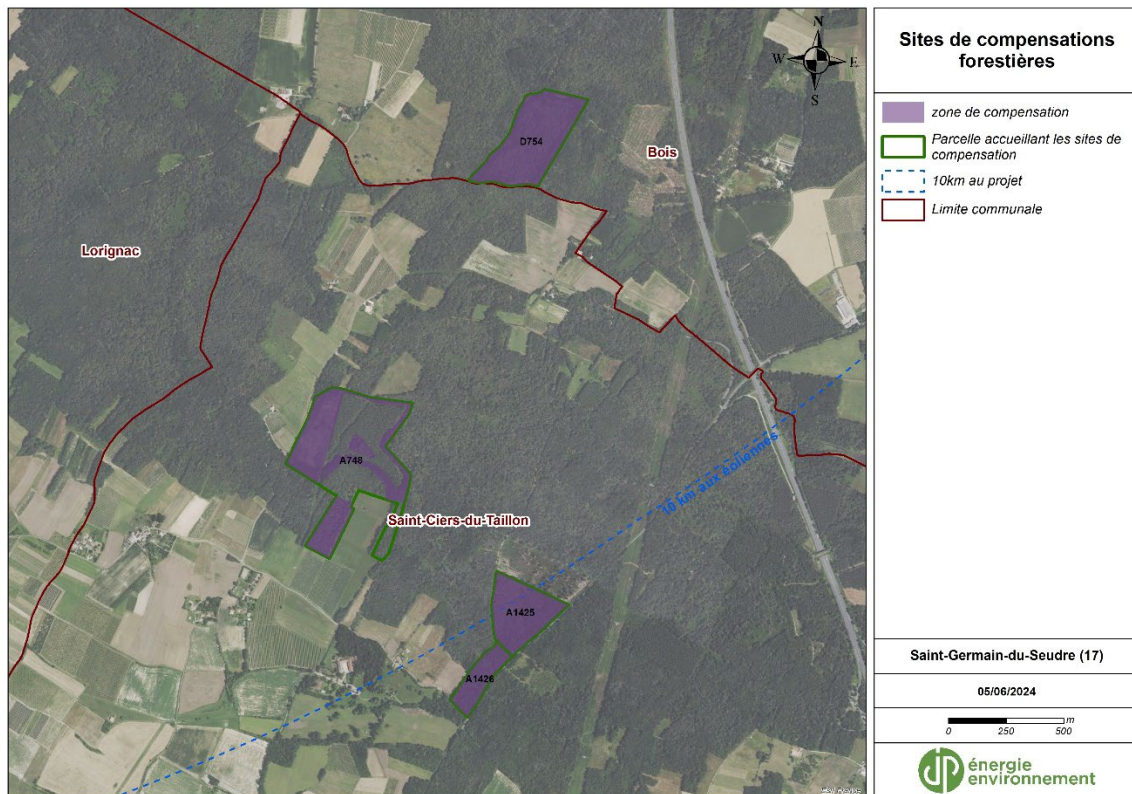 N
W E
S
D754
Bois
Lorignac
A748
Saint-Ciers-du-Taillon
10 km aux éoliennes
A1425
A1426
Sites de compensations
forestières
zone de compensation
Parcelle accueillant les sites de
compensation
10km au projet
Limite communale
Saint-Germain-du-Seudre (17)
05/06/2024
m
0 250 500
JP énergie
environnement